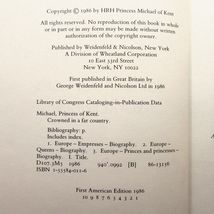 Copyright © 1986 by HRH Princess Michael of Kent
All rights reserved. No reproduction of this book in whole
or in part or in any form may be made without written
authorization of the copyright owner.
Published by Weidenfeld & Nicolson, New York
A Division of Wheatland Corporation
10 East 53rd Street
New York, NY 10022
First published in Great Britain by
George Weidenfeld and Nicolson Ltd in 1986
Library of Congress Cataloging-in-Publication Data
Michael, Princess of Kent.
Crowned in a far country.
Bibliography: p.
Includes index.
1. Europe—Empresses—Biography. 2. Europe—
Queens—Biography. 3. Europe—Princes and princesses—
Biography. I. Title.
D107.3M5 1986 940'.0992 [B] 86-13156
ISBN 1-55584-011-6
First American Edition 1986
10 9 8 7 6 5 4 3 2 1